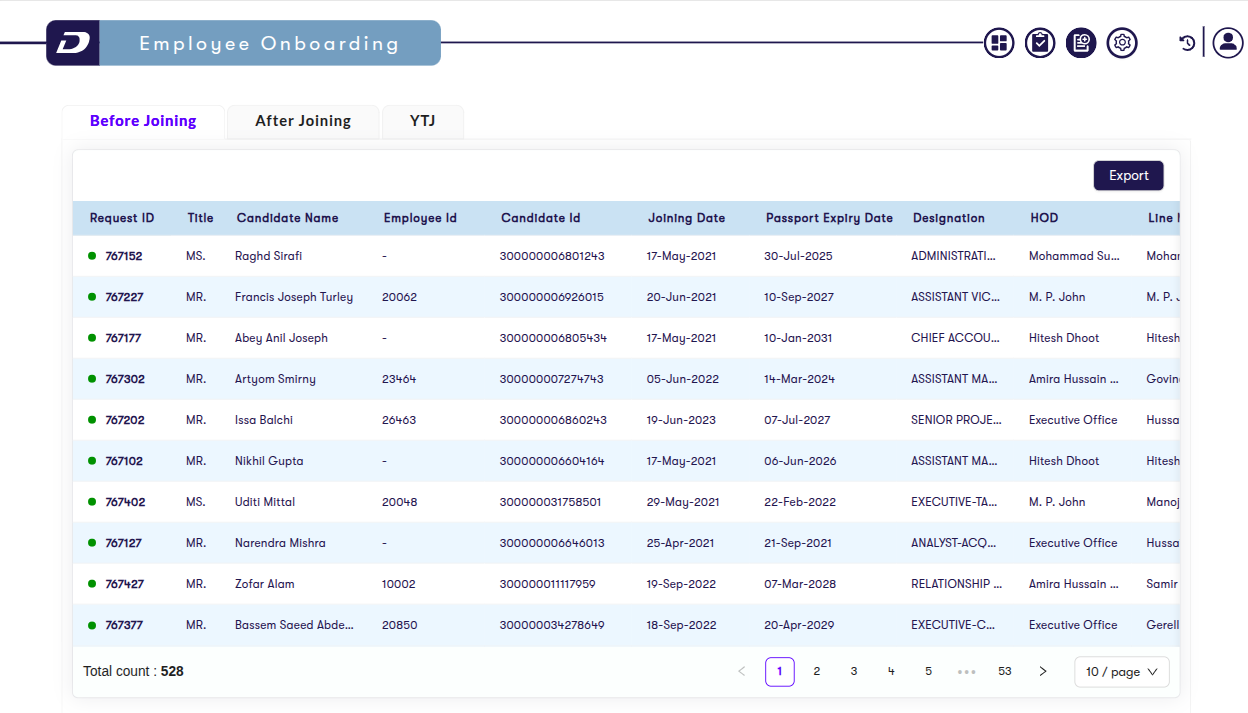 D Employee Onboarding
Before Joining After Joining YTJ
Export
Request ID Title Candidate Name Employee Id Candidate Id Joining Date Passport Expiry Date Designation HOD Line
767152 MS. Raghd Sirafi - 300000006801243 17-May-2021 30-Jul-2025 ADMINISTRATI... Mohammad Su... Mohar
767227 MR. Francis Joseph Turley 20062 300000006926015 20-Jun-2021 10-Sep-2027 ASSISTANT VIC... M. P. John M. P.
767177 MR. Abey Anil Joseph - 300000006805434 17-May-2021 10-Jan-2031 CHIEF ACCOU... Hitesh Dhoot Hitesh
767302 MR. Artyom Smirny 23464 300000007274743 05-Jun-2022 14-Mar-2024 ASSISTANT MA... Amira Hussain ... Govin
767202 MR. Issa Balchi 26463 300000006860243 19-Jun-2023 07-Jul-2027 SENIOR PROJE... Executive Office Hussa
767102 MR. Nikhil Gupta - 300000006604164 17-May-2021 06-Jun-2026 ASSISTANT MA... Hitesh Dhoot Hitesh
767402 MS. Uditi Mittal 20048 300000031758501 29-May-2021 22-Feb-2022 EXECUTIVE-TA... M. P. John Manoj
767127 MR. Narendra Mishra - 300000006646013 25-Apr-2021 21-Sep-2021 ANALYST-ACQ... Executive Office Hussa
767427 MR. Zofar Alam 10002 300000011117959 19-Sep-2022 07-Mar-2028 RELATIONSHIP ... Amira Hussain ... Samir
767377 MR. Bassem Saeed Abde... 20850 300000034278649 18-Sep-2022 20-Apr-2029 EXECUTIVE-C... Executive Office Gerell
Total count : 528 < 1 2 3 4 5 ••• 53 > 10 / page